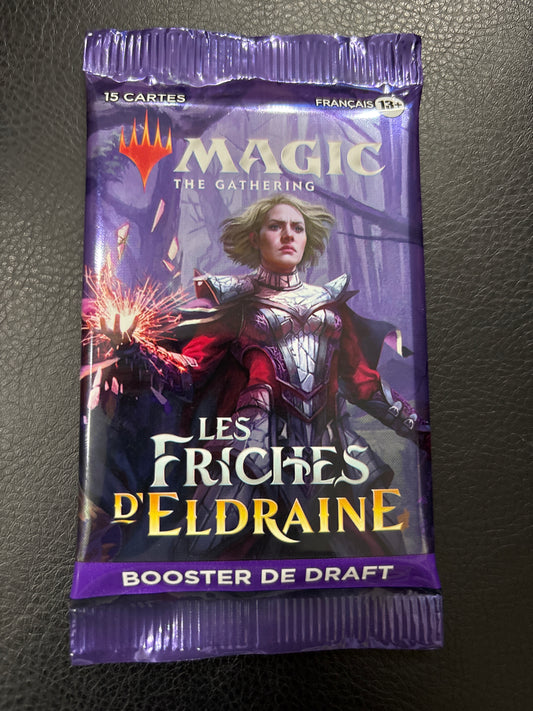 15 CARTES
FRANÇAIS 13+
MAGIC
THE GATHERING
LES
FRICHES
D'ELDRAINE
BOOSTER DE DRAFT